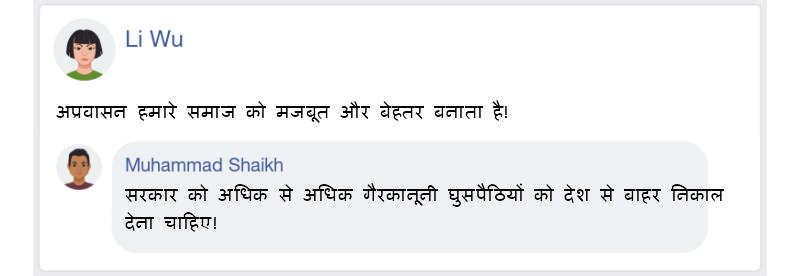 Li Wu
अप्रवासन हमारे समाज को मजबूत और बेहतर बनाता है!
Muhammad Shaikh
सरकार को अधिक से अधिक गैरकानूनी घुसपैठियों को देश से बाहर निकाल
देना चाहिए!